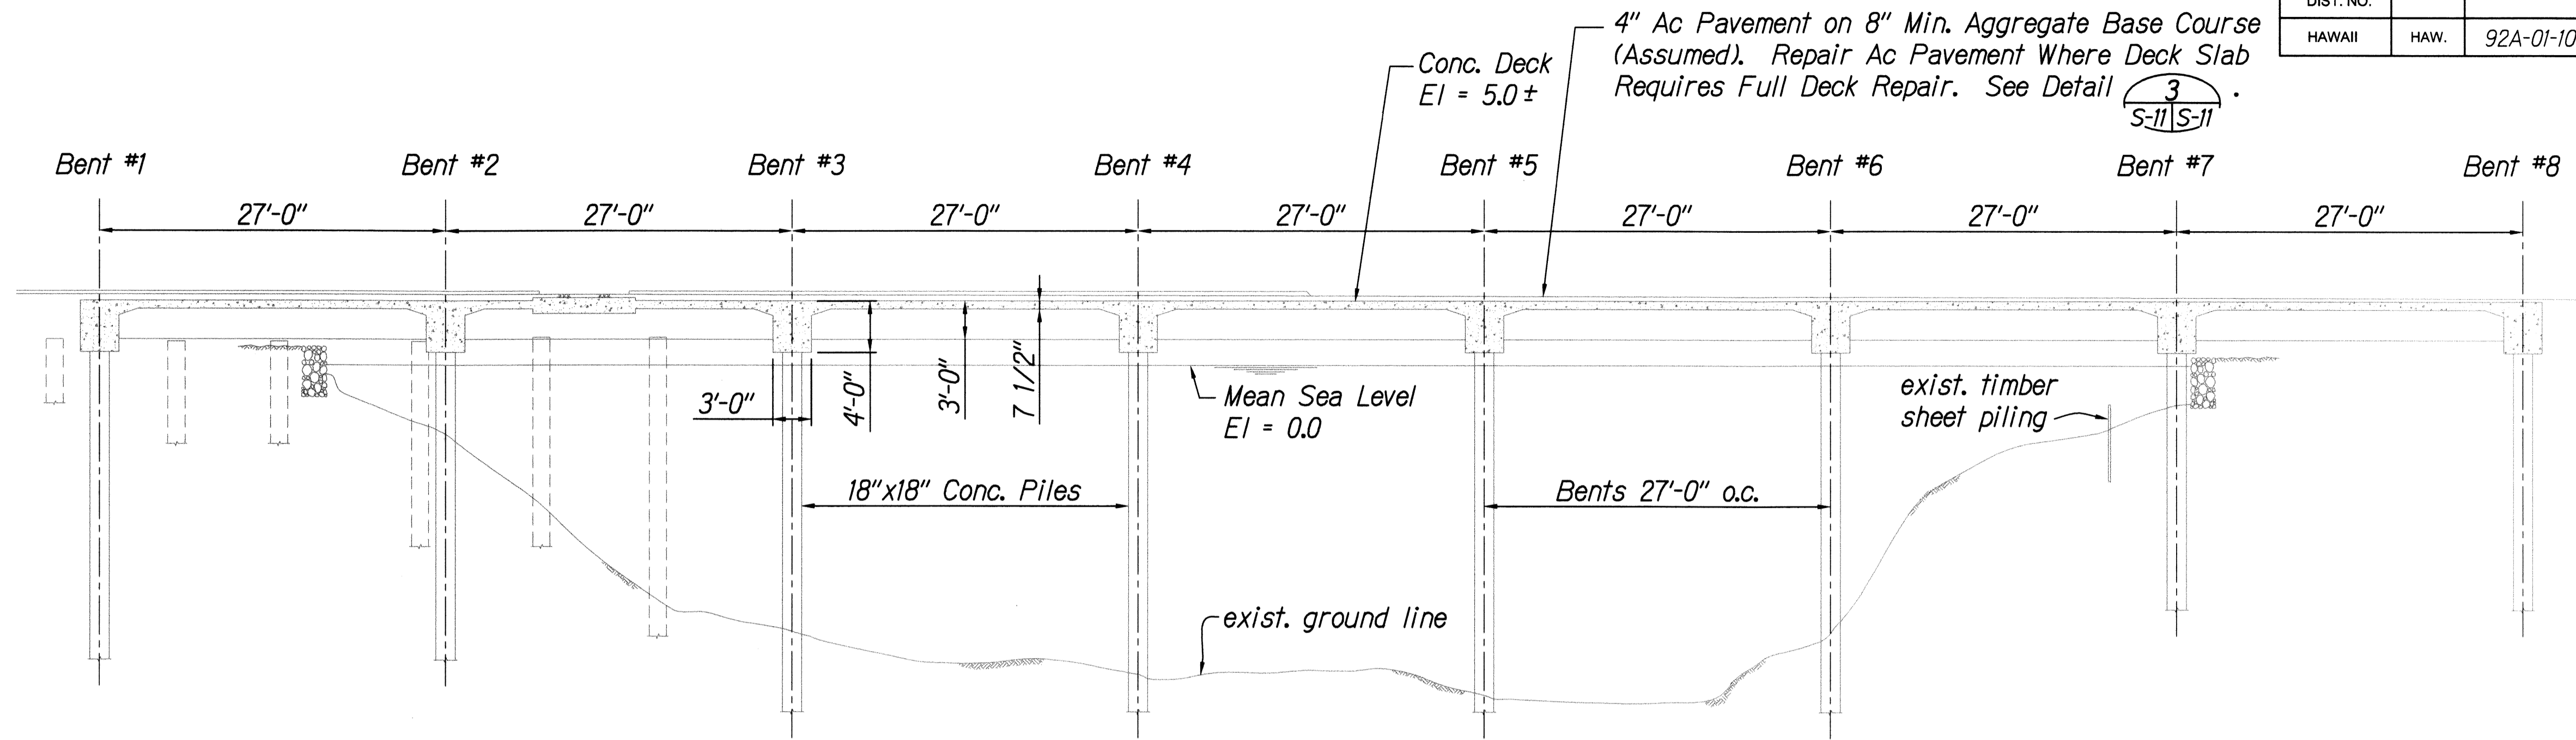 DIST. NO.
HAWAII HAW. 92A-01-10
4" Ac Pavement on 8" Min. Aggregate Base Course
(Assumed). Repair Ac Pavement Where Deck Slab
Requires Full Deck Repair. See Detail 3 .
S-11 S-11
Conc. Deck
El = 5.0 ±
Bent #1 Bent #2 Bent #3 Bent #4 Bent #5 Bent #6 Bent #7 Bent #8
27'-0" 27'-0" 27'-0" 27'-0" 27'-0" 27'-0" 27'-0"
3'-0"
4'-0"
3'-0"
7 1/2"
Mean Sea Level
El = 0.0
exist. timber
sheet piling
18"x18" Conc. Piles
Bents 27'-0" o.c.
exist. ground line